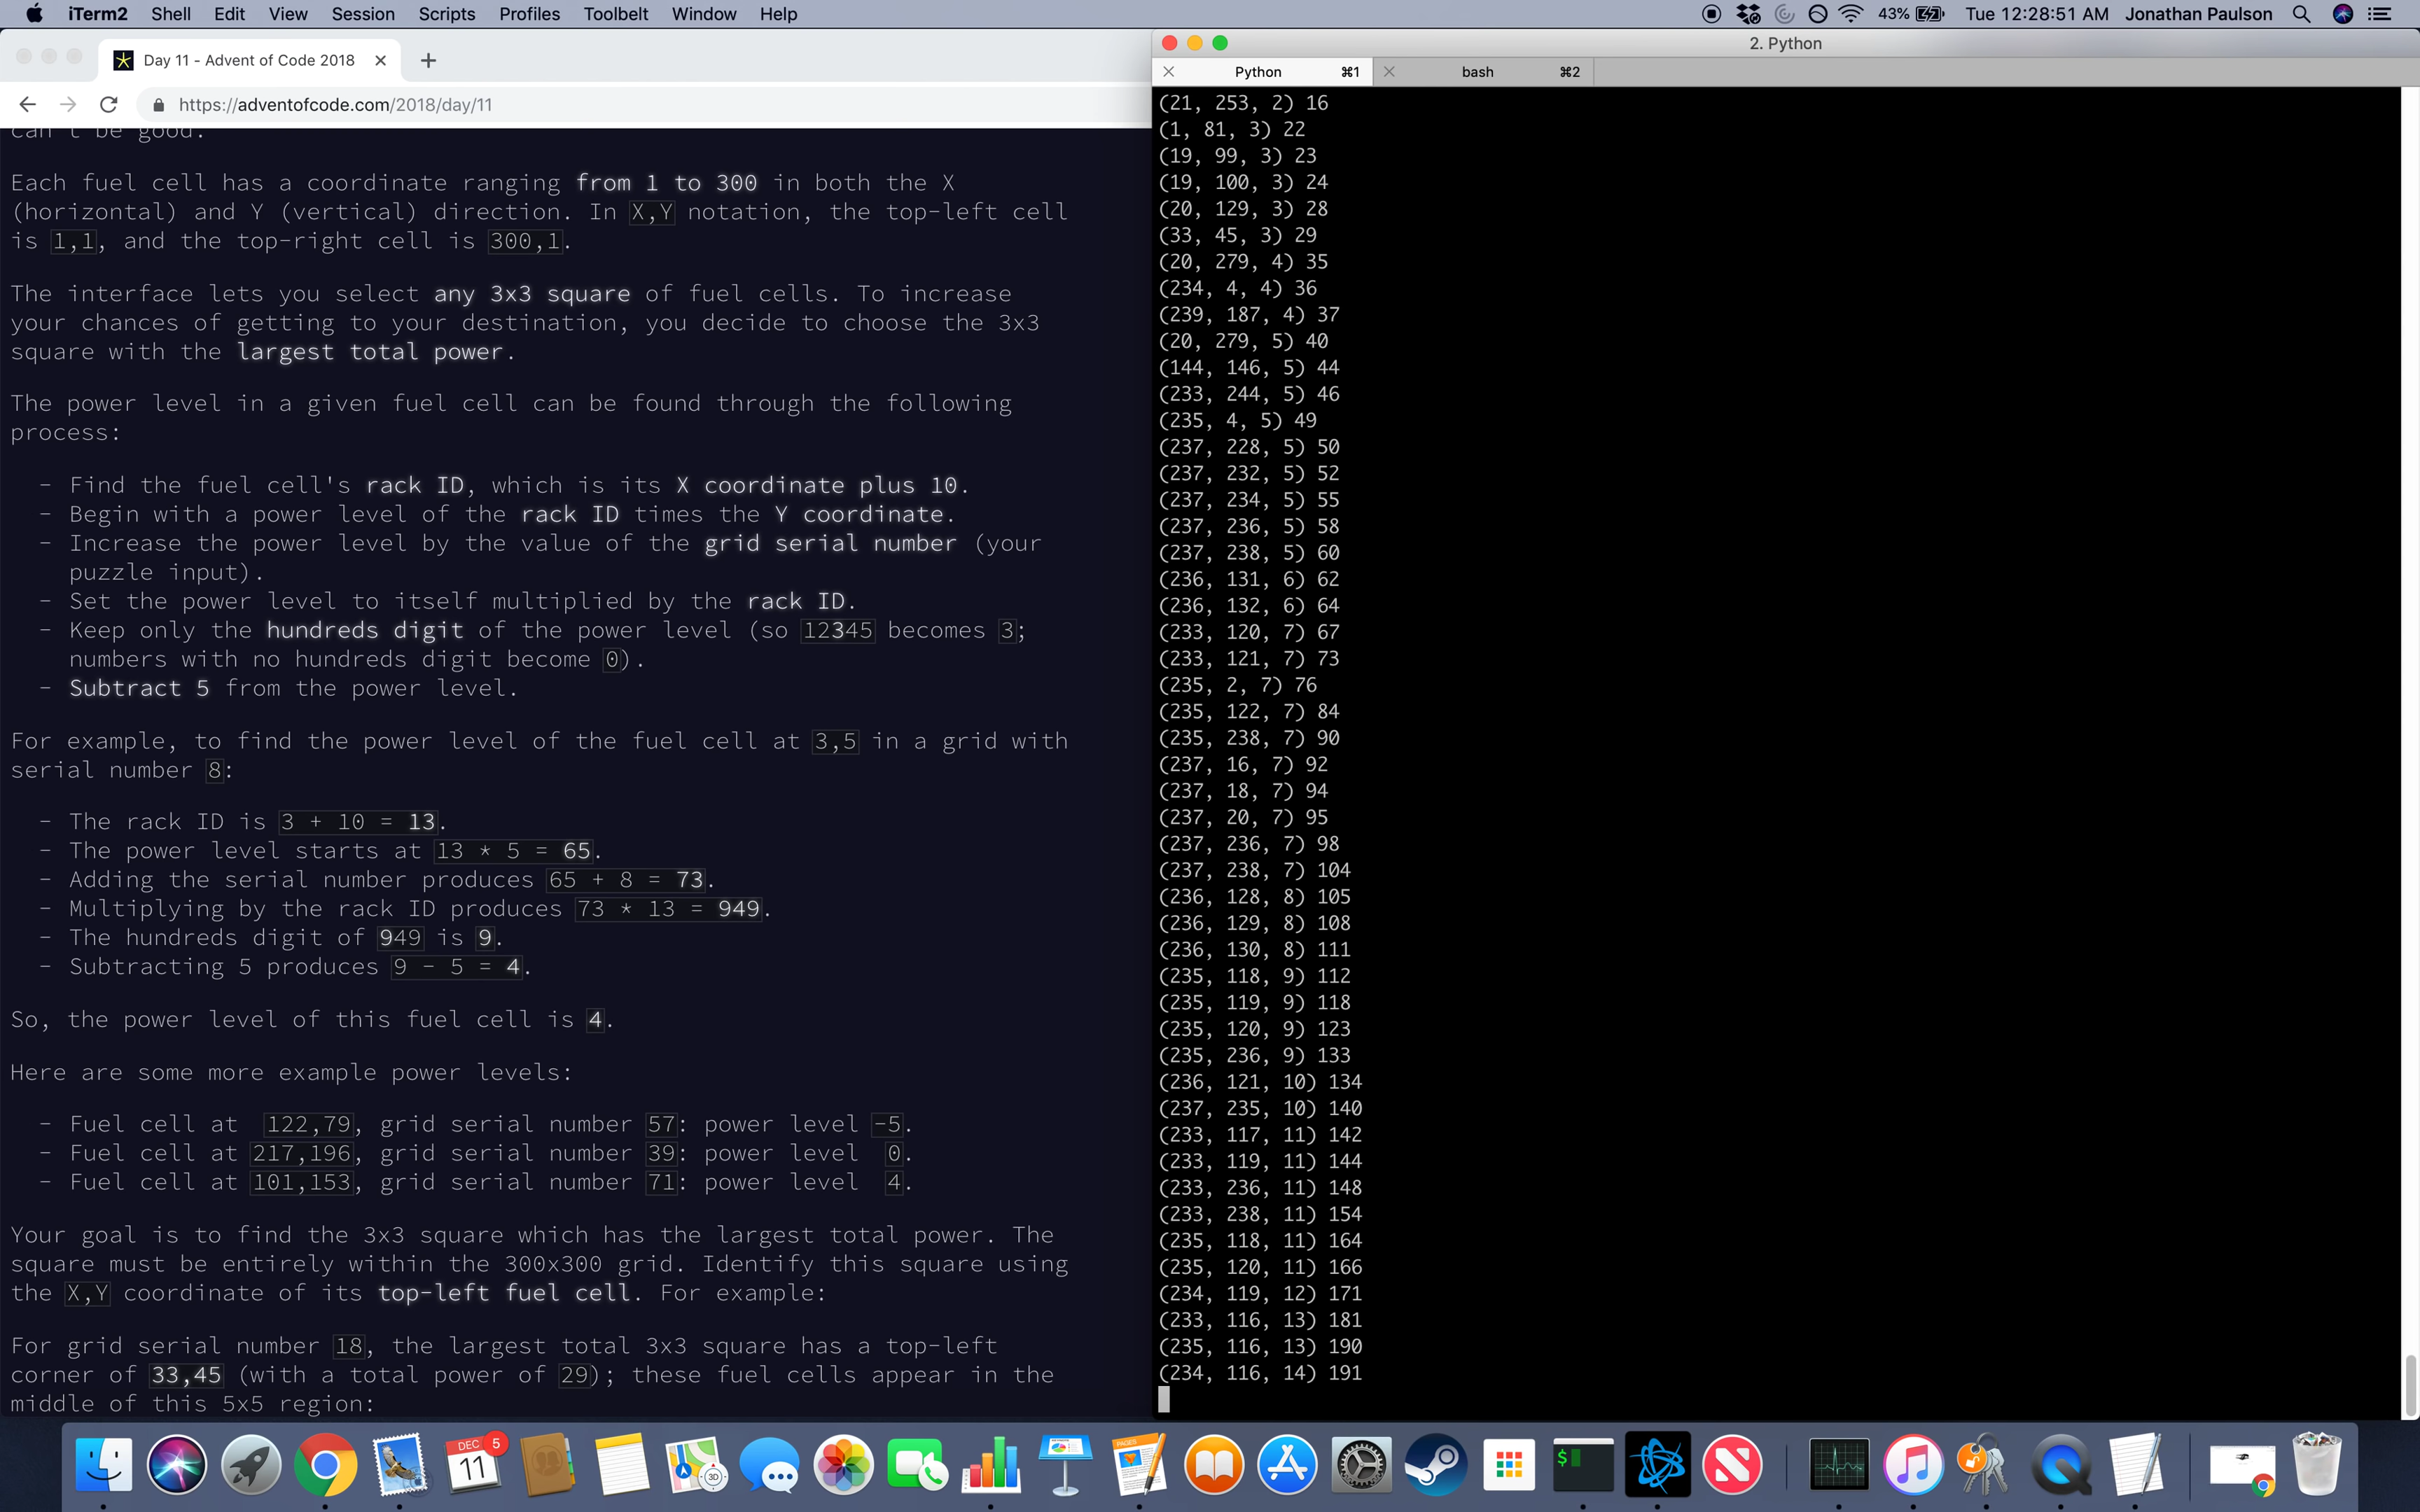 iTerm2 Shell Edit View Session Scripts Profiles Toolbelt Window Help 43% Tue 12:28:51 AM Jonathan Paulson
Day 11 - Advent of Code 2018
https://adventofcode.com/2018/day/11
can't be good.
Each fuel cell has a coordinate ranging from 1 to 300 in both the X
(horizontal) and Y (vertical) direction. In X,Y notation, the top-left cell
is 1,1, and the top-right cell is 300,1.
The interface lets you select any 3x3 square of fuel cells. To increase
your chances of getting to your destination, you decide to choose the 3x3
square with the largest total power.
The power level in a given fuel cell can be found through the following
process:
- Find the fuel cell's rack ID, which is its X coordinate plus 10.
- Begin with a power level of the rack ID times the Y coordinate.
- Increase the power level by the value of the grid serial number (your
puzzle input).
- Set the power level to itself multiplied by the rack ID.
- Keep only the hundreds digit of the power level (so 12345 becomes 3;
numbers with no hundreds digit become 0).
- Subtract 5 from the power level.
For example, to find the power level of the fuel cell at 3,5 in a grid with
serial number 8:
- The rack ID is 3 + 10 = 13.
- The power level starts at 13 * 5 = 65.
- Adding the serial number produces 65 + 8 = 73.
- Multiplying by the rack ID produces 73 * 13 = 949.
- The hundreds digit of 949 is 9.
- Subtracting 5 produces 9 - 5 = 4.
So, the power level of this fuel cell is 4.
Here are some more example power levels:
- Fuel cell at 122,79, grid serial number 57: power level -5.
- Fuel cell at 217,196, grid serial number 39: power level 0.
- Fuel cell at 101,153, grid serial number 71: power level 4.
Your goal is to find the 3x3 square which has the largest total power. The
square must be entirely within the 300x300 grid. Identify this square using
the X,Y coordinate of its top-left fuel cell. For example:
For grid serial number 18, the largest total 3x3 square has a top-left
corner of 33,45 (with a total power of 29); these fuel cells appear in the
middle of this 5x5 region:
2. Python
Python ⌘1 bash ⌘2
(21, 253, 2) 16
(1, 81, 3) 22
(19, 99, 3) 23
(19, 100, 3) 24
(20, 129, 3) 28
(33, 45, 3) 29
(20, 279, 4) 35
(234, 4, 4) 36
(239, 187, 4) 37
(20, 279, 5) 40
(144, 146, 5) 44
(233, 244, 5) 46
(235, 4, 5) 49
(237, 228, 5) 50
(237, 232, 5) 52
(237, 234, 5) 55
(237, 236, 5) 58
(237, 238, 5) 60
(236, 131, 6) 62
(236, 132, 6) 64
(233, 120, 7) 67
(233, 121, 7) 73
(235, 2, 7) 76
(235, 122, 7) 84
(235, 238, 7) 90
(237, 16, 7) 92
(237, 18, 7) 94
(237, 20, 7) 95
(237, 236, 7) 98
(237, 238, 7) 104
(236, 128, 8) 105
(236, 129, 8) 108
(236, 130, 8) 111
(235, 118, 9) 112
(235, 119, 9) 118
(235, 120, 9) 123
(235, 236, 9) 133
(236, 121, 10) 134
(237, 235, 10) 140
(233, 117, 11) 142
(233, 119, 11) 144
(233, 236, 11) 148
(233, 238, 11) 154
(235, 118, 11) 164
(235, 120, 11) 166
(234, 119, 12) 171
(233, 116, 13) 181
(235, 116, 13) 190
(234, 116, 14) 191
DEC 5
11
3D
PAGES
$